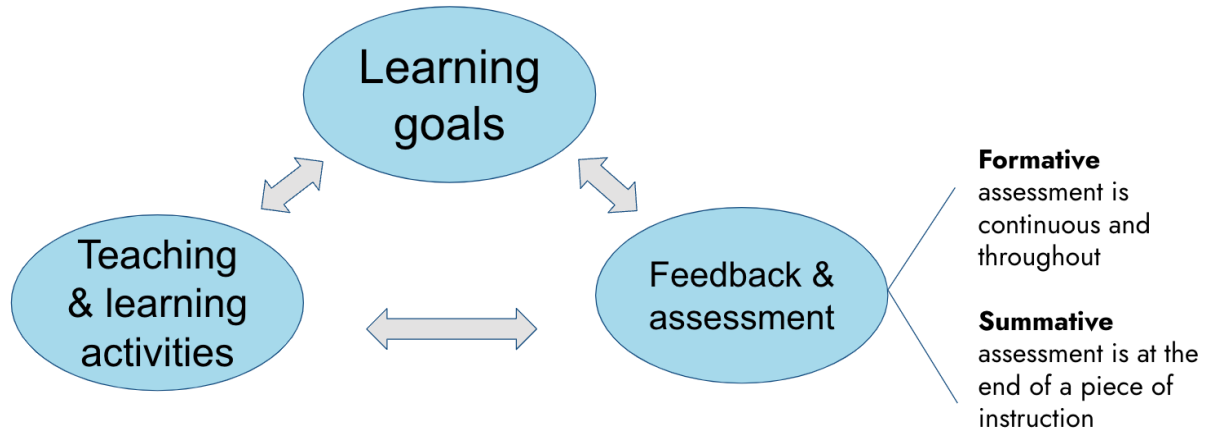 Learning
goals
Teaching
& learning
activities
Feedback &
assessment
Formative
assessment is
continuous and
throughout
Summative
assessment is at the
end of a piece of
instruction